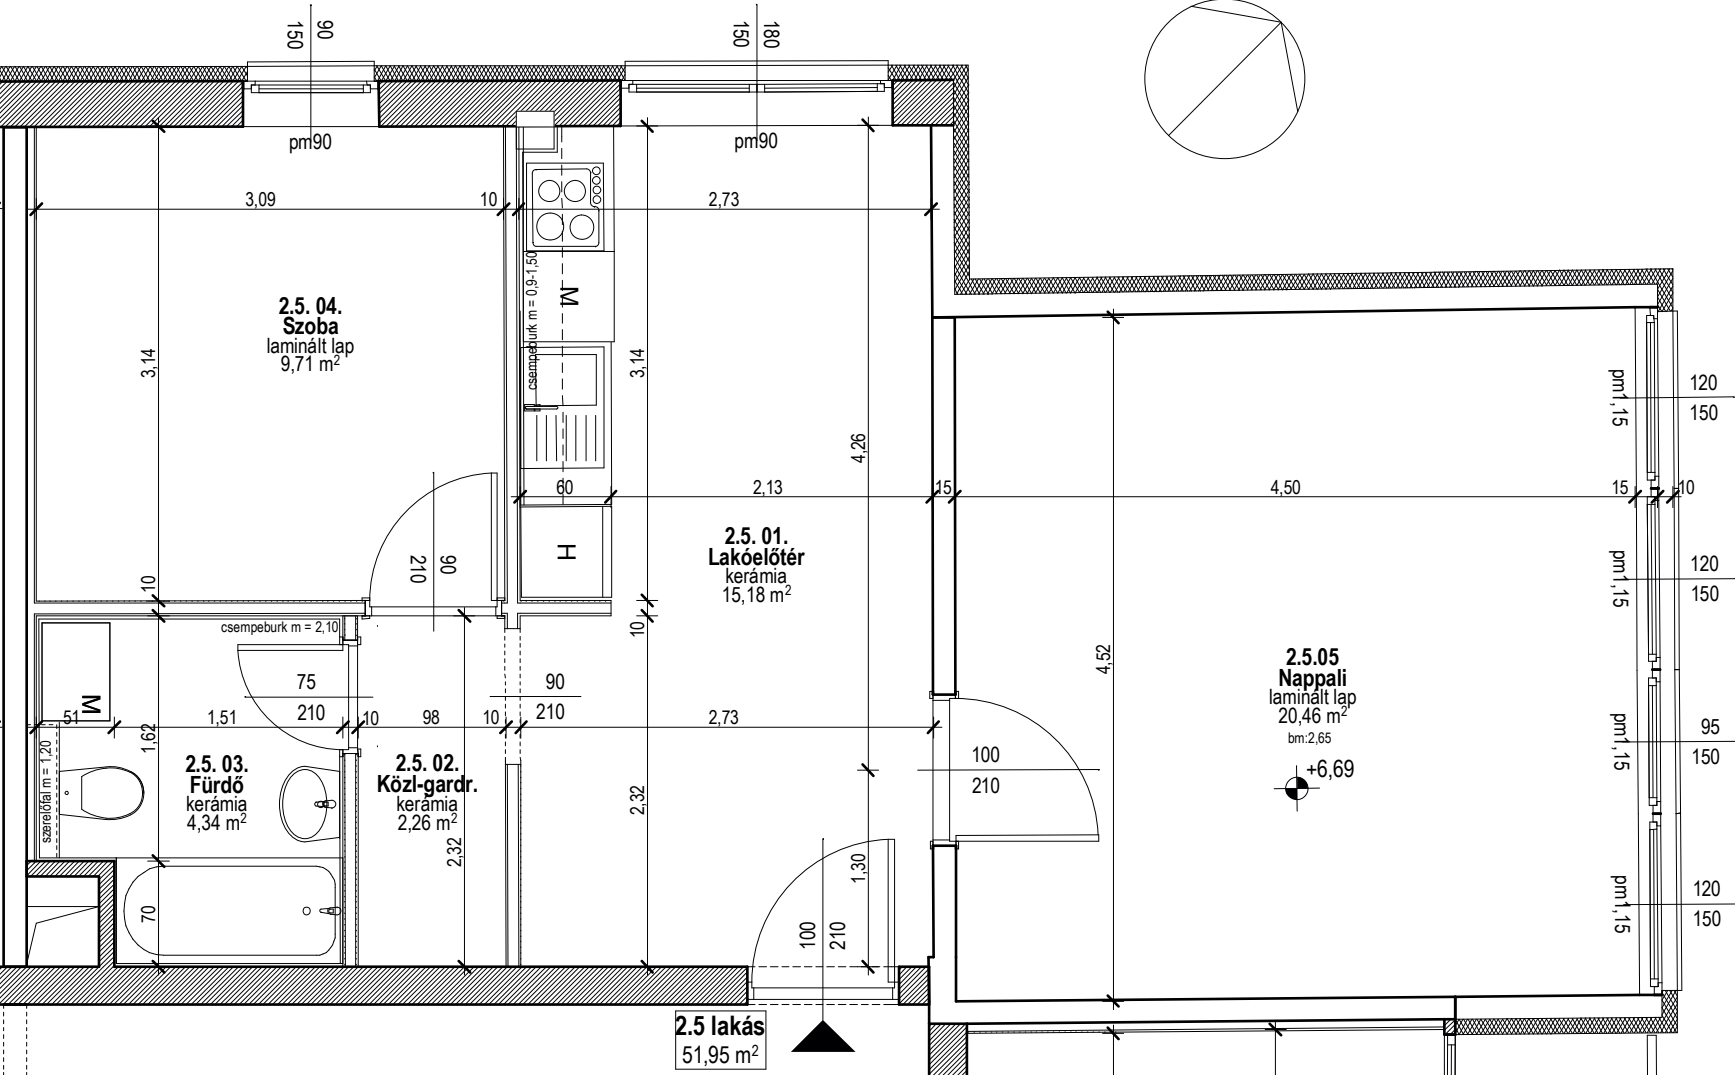 150
90
150
180
pm90
pm90
3,09
10
2,73
csempeburk m = 0,9-1,50
M
2.5. 04.
Szoba
laminált lap
9,71 m²
3,14
3,14
4,26
60
2,13
15
4,50
15
10
pm1,15
120
150
pm1,15
120
150
pm1,15
95
150
pm1,15
120
150
H
2.5. 01.
Lakóelőtér
kerámia
15,18 m²
90
210
10
10
csempeburk m = 2,10
M
75
210
90
210
51
1,51
10
98
10
2,73
1,62
szerelőfal m = 1,20
2.5. 03.
Fürdő
kerámia
4,34 m²
2.5. 02.
Közl-gardr.
kerámia
2,26 m²
2,32
2,32
70
1,30
100
210
100
210
4,52
2.5.05
Nappali
laminált lap
20,46 m²
bm:2,65
+6,69
2.5 lakás
51,95 m²